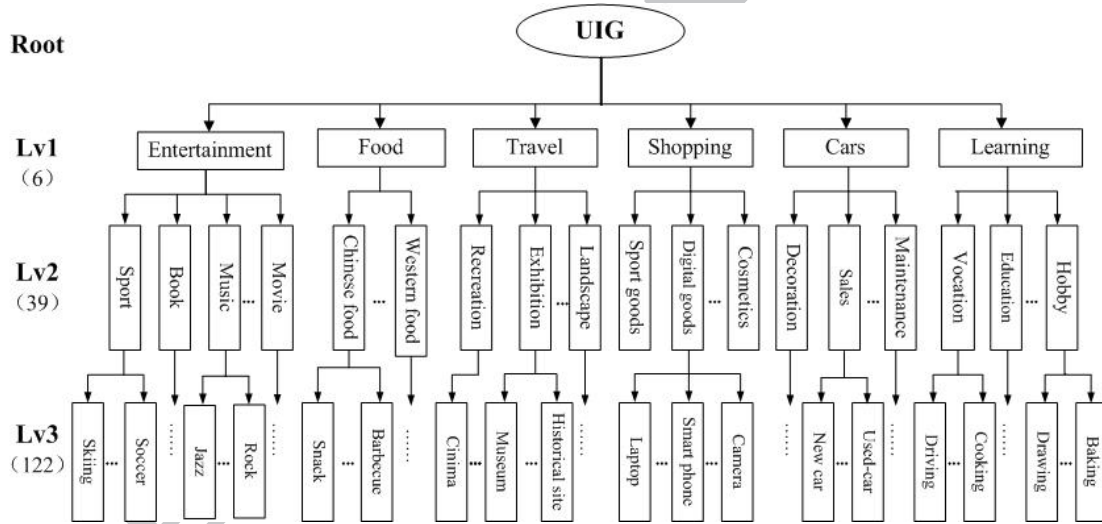 UIG
Root
Lv1
(6)
Entertainment
Food
Travel
Shopping
Cars
Learning
Lv2
(39)
Sport
Book
Music
...
Movie
Chinese food
...
Western food
Recreation
Exhibition
...
Landscape
Sport goods
Digital goods
...
Cosmetics
Decoration
Sales
...
Maintenance
Vocation
Education
...
Hobby
Lv3
(122)
Skiing
...
Soccer
......
Jazz
...
Rock
Snack
...
Barbecue
......
Cinima
...
Museum
...
Historical site
......
Laptop
...
Smart phone
...
Camera
......
New car
...
Used-car
......
Driving
...
Cooking
......
Drawing
...
Baking